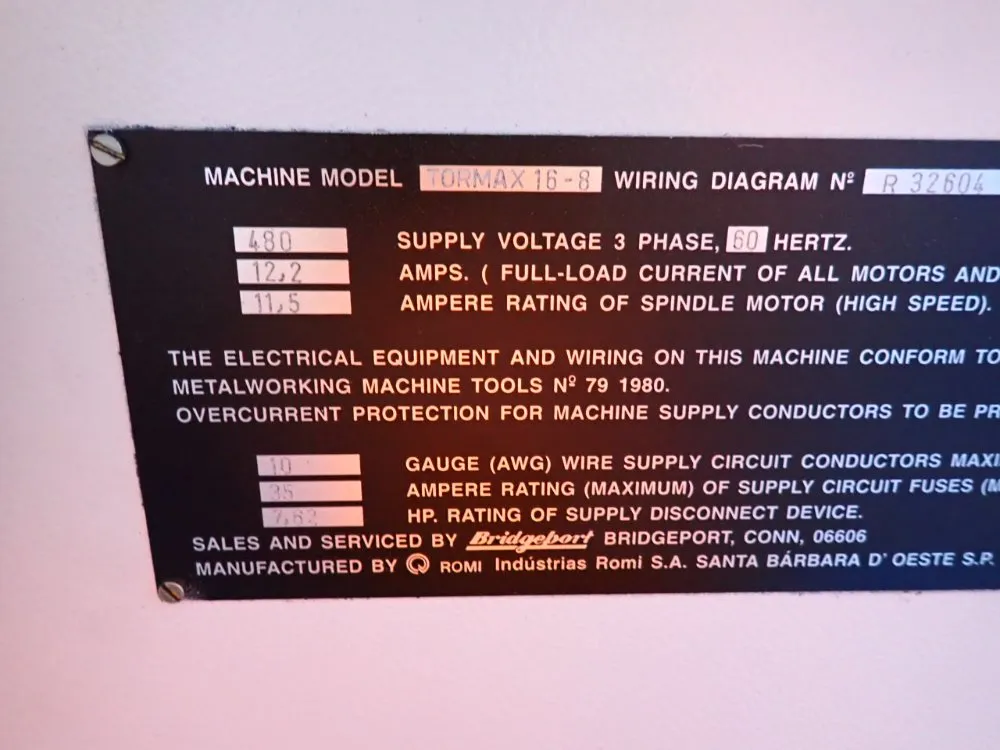 MACHINE MODEL TORMAX 16-8 WIRING DIAGRAM Nº R 32604
480 SUPPLY VOLTAGE 3 PHASE, 60 HERTZ.
12,2 AMPS. ( FULL-LOAD CURRENT OF ALL MOTORS AND
11,5 AMPERE RATING OF SPINDLE MOTOR (HIGH SPEED).
THE ELECTRICAL EQUIPMENT AND WIRING ON THIS MACHINE CONFORM TO
METALWORKING MACHINE TOOLS Nº 79 1980.
OVERCURRENT PROTECTION FOR MACHINE SUPPLY CONDUCTORS TO BE PR
10 GAUGE (AWG) WIRE SUPPLY CIRCUIT CONDUCTORS MAXI
35 AMPERE RATING (MAXIMUM) OF SUPPLY CIRCUIT FUSES (M
7,62 HP. RATING OF SUPPLY DISCONNECT DEVICE.
SALES AND SERVICED BY Bridgeport BRIDGEPORT, CONN, 06606
MANUFACTURED BY ROMI Indústrias Romi S.A. SANTA BÁRBARA D' OESTE S.P.